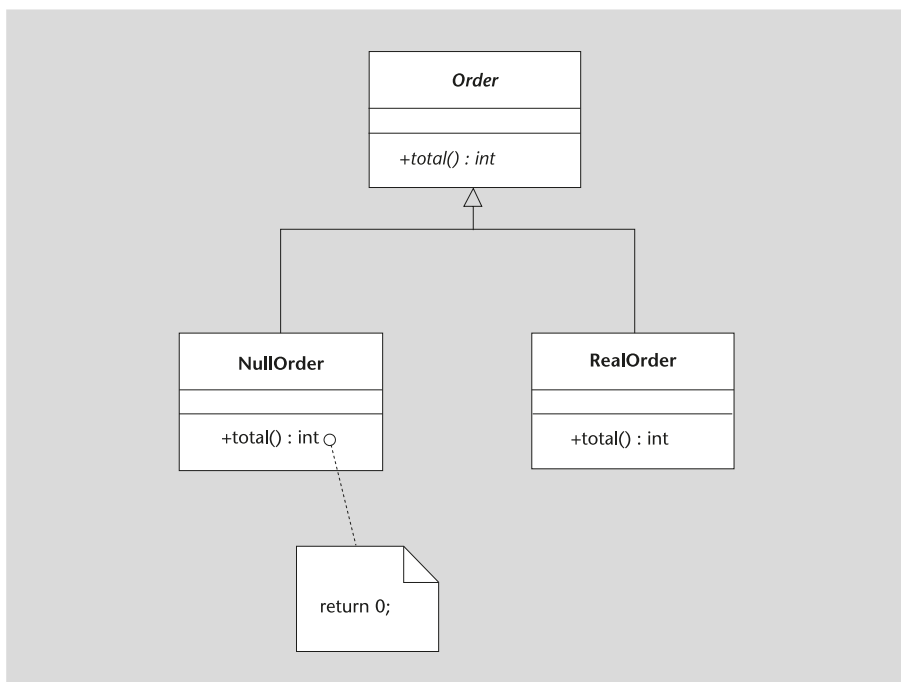 Order
+total() : int
NullOrder
+total() : int
RealOrder
+total() : int
return 0;